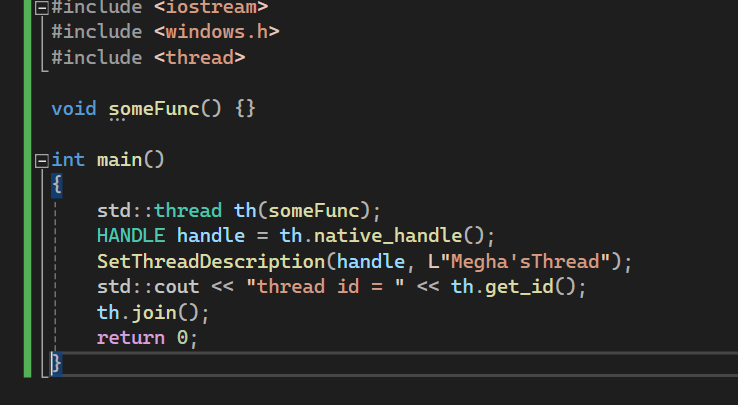 #include <iostream>
#include <windows.h>
#include <thread>
void someFunc() {}
int main()
{
std::thread th(someFunc);
HANDLE handle = th.native_handle();
SetThreadDescription(handle, L"Megha'sThread");
std::cout << "thread id = " << th.get_id();
th.join();
return 0;
}